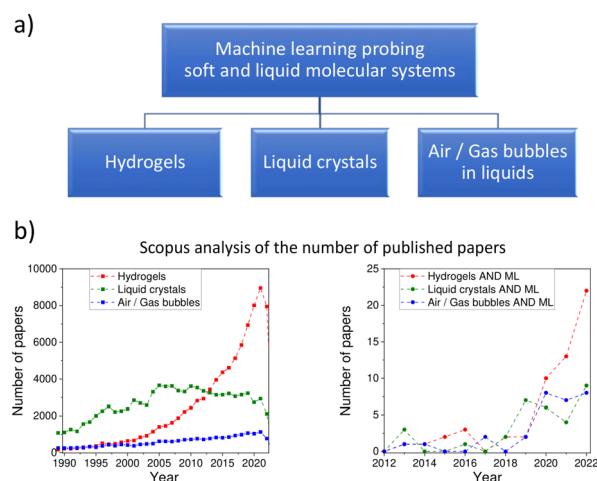 a)
Machine learning probing
soft and liquid molecular systems
Hydrogels
Liquid crystals
Air / Gas bubbles
in liquids
b)
Scopus analysis of the number of published papers
Number of papers
10000
8000
6000
4000
2000
0
Hydrogels
Liquid crystals
Air / Gas bubbles
1990 1995 2000 2005 2010 2015 2020
Year
Number of papers
25
20
15
10
5
0
Hydrogels AND ML
Liquid crystals AND ML
Air / Gas bubbles AND ML
2012 2014 2016 2018 2020 2022
Year